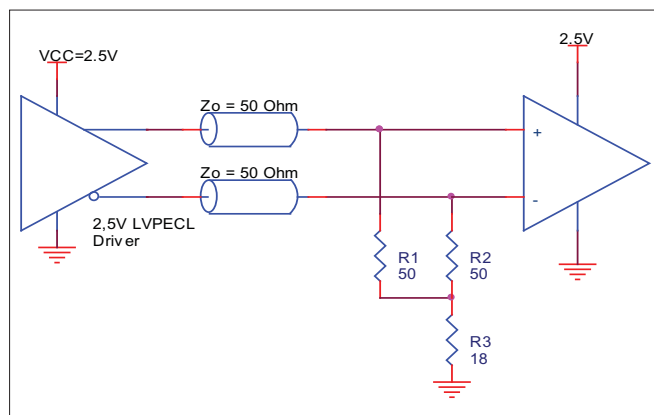 VCC=2.5V
2.5V
Zo = 50 Ohm
+
Zo = 50 Ohm
-
2,5V LVPECL
Driver
R1
50
R2
50
R3
18